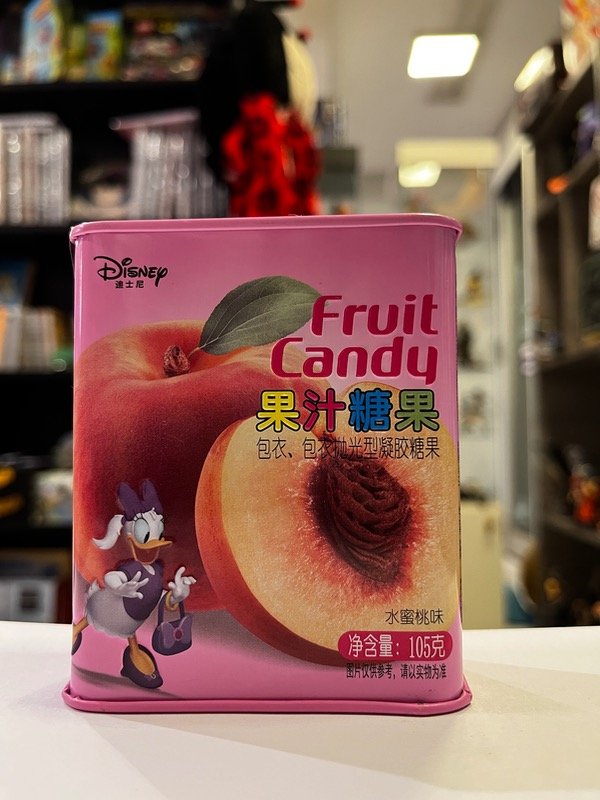 Disney
迪士尼
Fruit
Candy
果汁糖果
包衣、包衣抛光型凝胶糖果
水蜜桃味
净含量：105克
图片仅供参考，请以实物为准